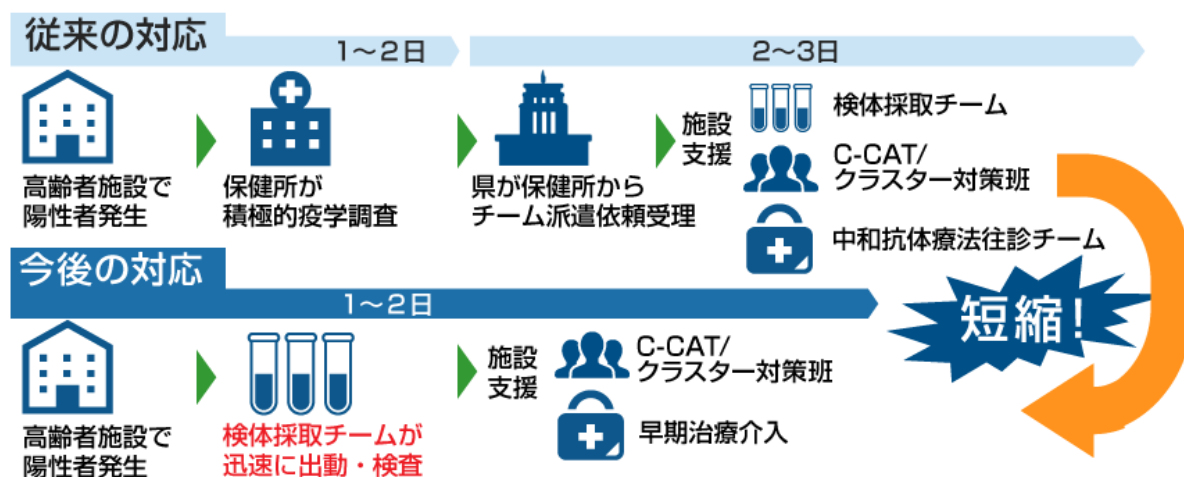 従来の対応
1～2日
2～3日
高齢者施設で
陽性者発生
保健所が
積極的疫学調査
県が保健所から
チーム派遣依頼受理
施設
支援
検体採取チーム
C-CAT/
クラスター対策班
中和抗体療法往診チーム
今後の対応
1～2日
短縮!
高齢者施設で
陽性者発生
検体採取チームが
迅速に出動・検査
施設
支援
C-CAT/
クラスター対策班
早期治療介入